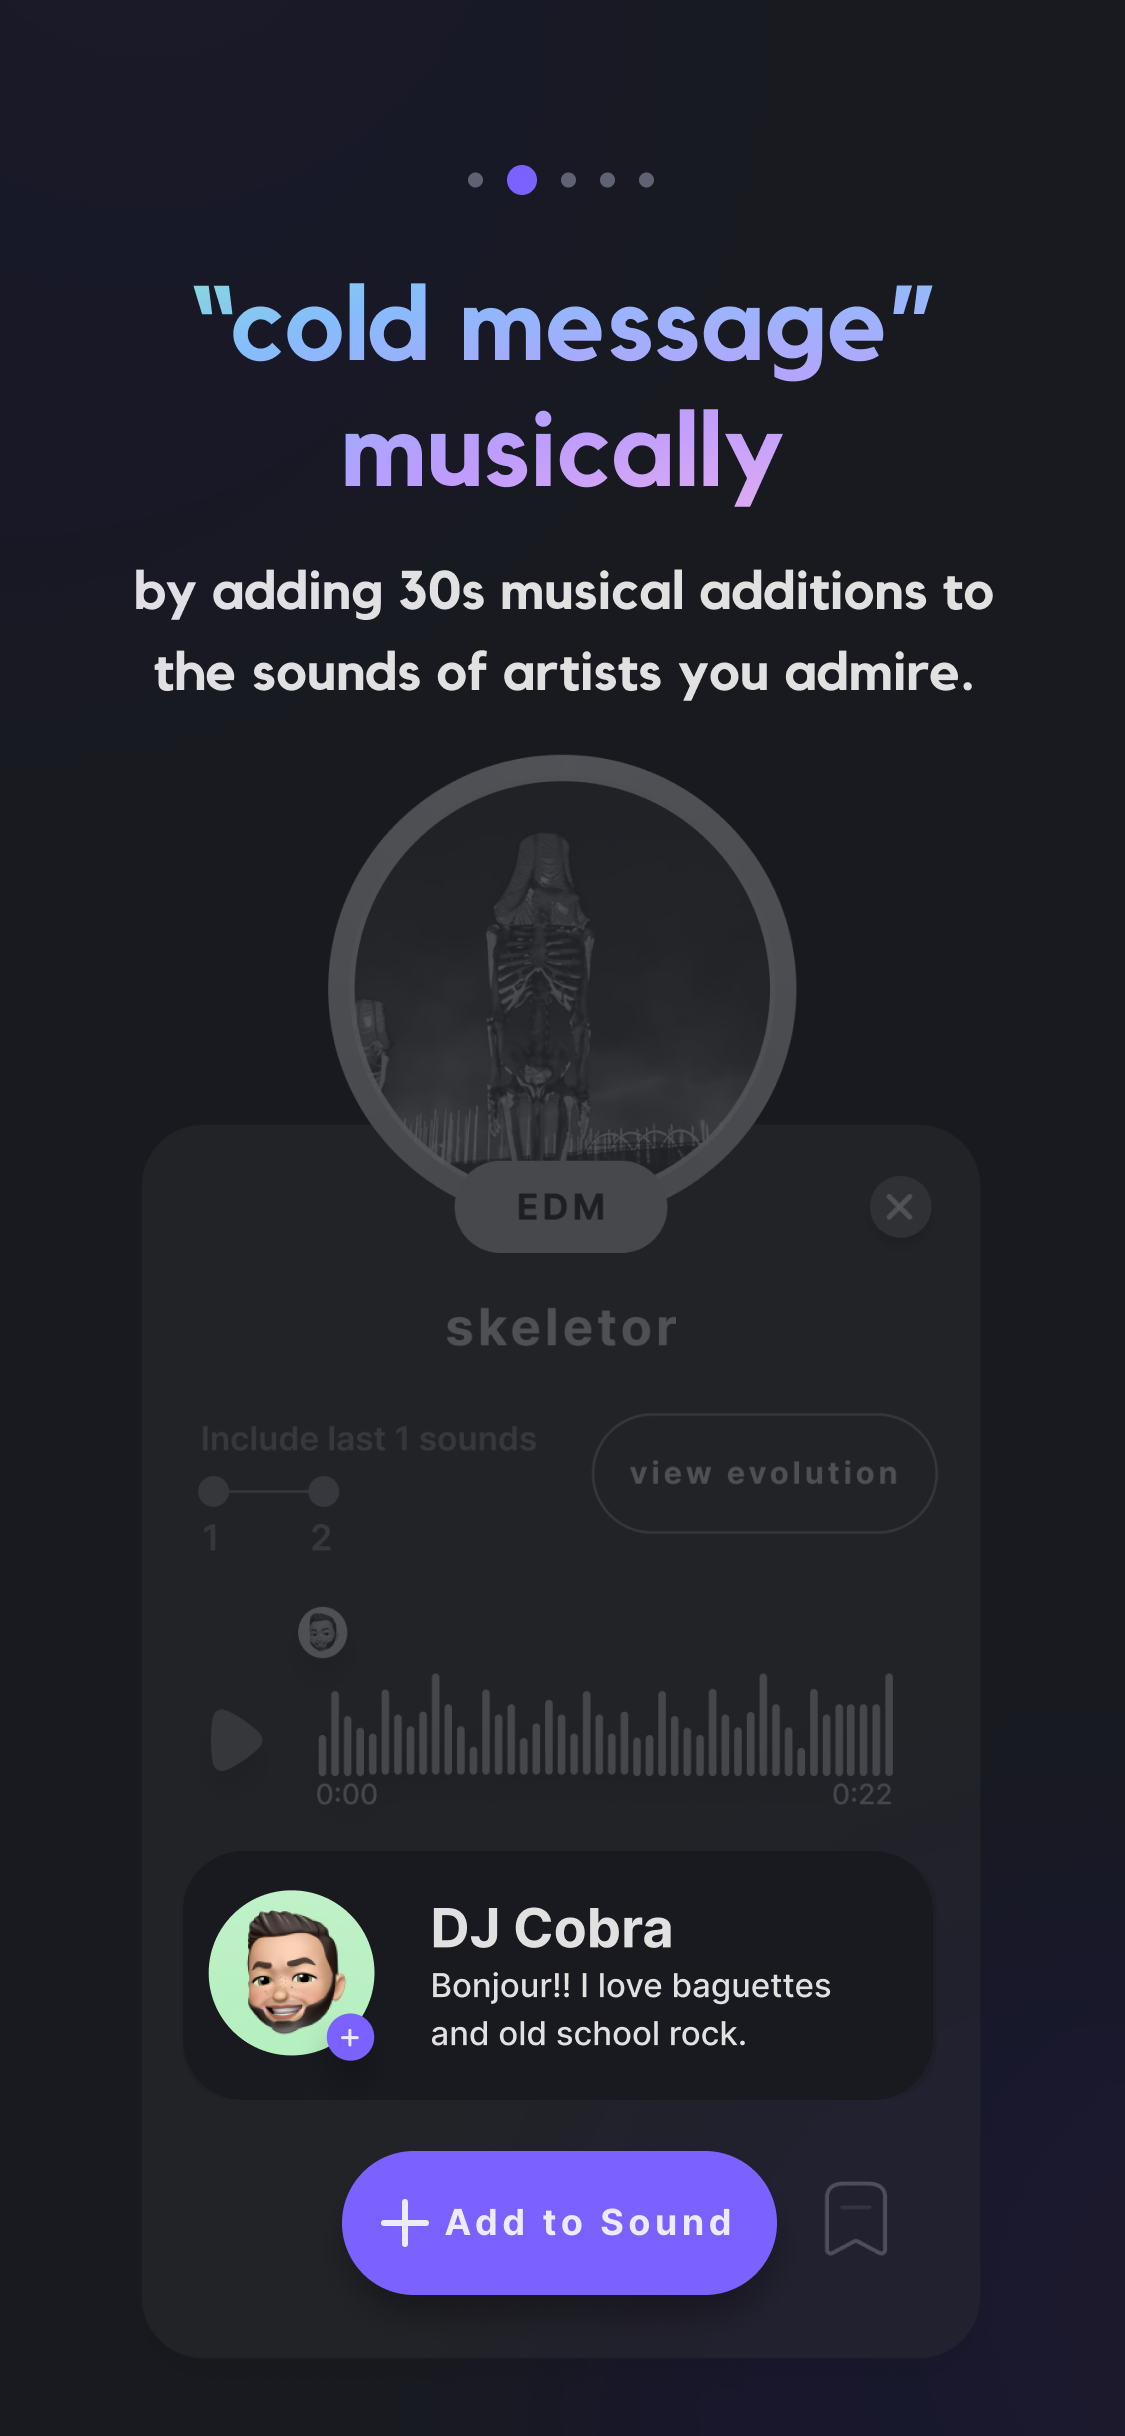 “cold message”
musically
by adding 30s musical additions to
the sounds of artists you admire.
EDM
skeletor
Include last 1 sounds
view evolution
1 2
0:00 0:22
DJ Cobra
Bonjour!! I love baguettes
and old school rock.
Add to Sound